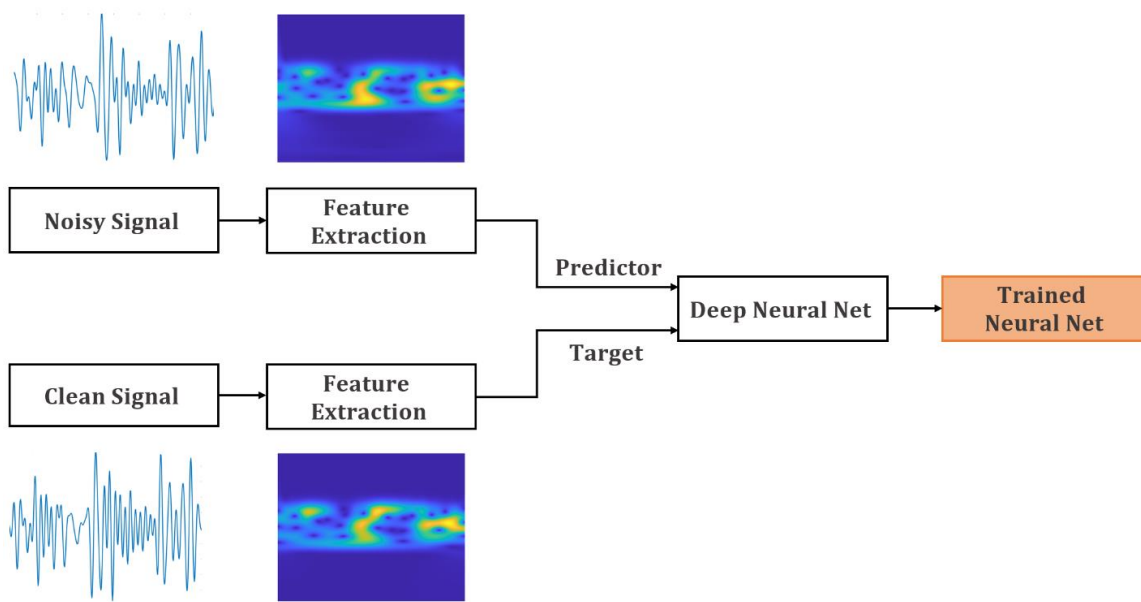 Noisy Signal
Feature
Extraction
Predictor
Deep Neural Net
Trained
Neural Net
Target
Clean Signal
Feature
Extraction